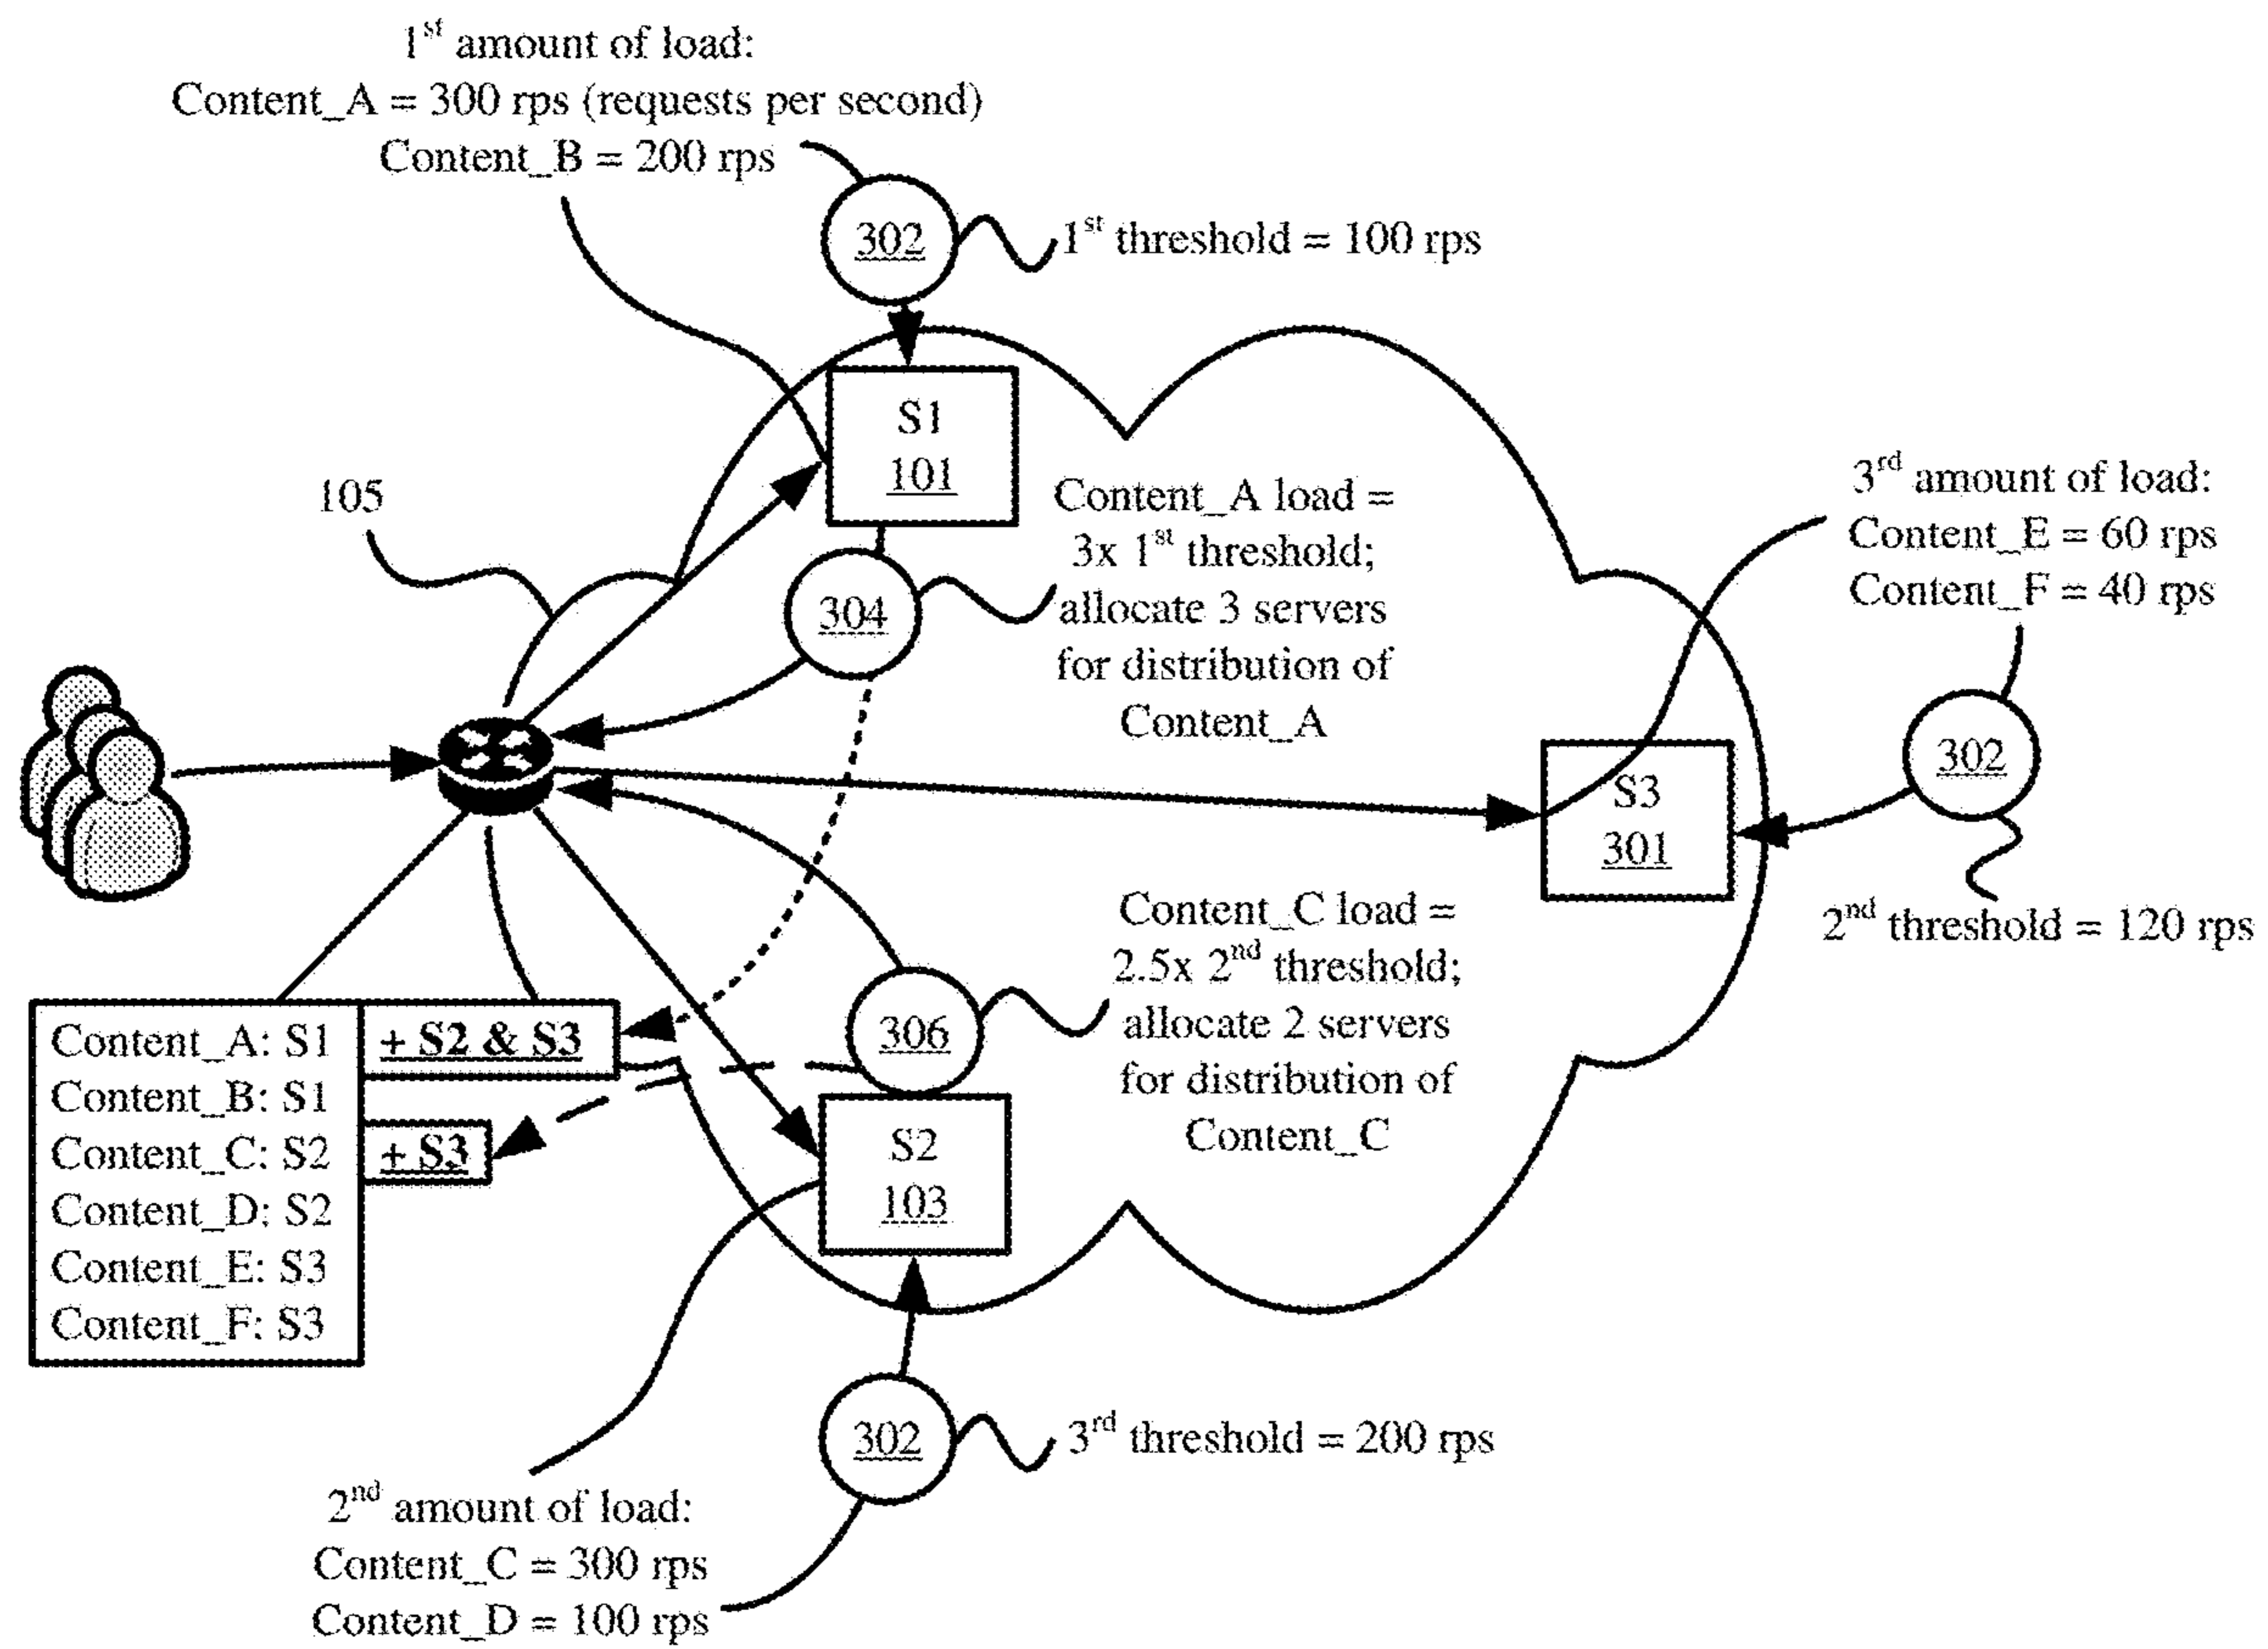 1st amount of load:
Content_A = 300 rps (requests per second)
Content_B = 200 rps
302
1st threshold = 100 rps
S1
101
105
Content_A load =
3x 1st threshold;
allocate 3 servers
for distribution of
Content_A
304
3rd amount of load:
Content_E = 60 rps
Content_F = 40 rps
302
S3
301
2nd threshold = 120 rps
Content_C load =
2.5x 2nd threshold;
allocate 2 servers
for distribution of
Content_C
306
Content_A: S1 + S2 & S3
Content_B: S1
Content_C: S2 + S3
Content_D: S2
Content_E: S3
Content_F: S3
S2
103
302
3rd threshold = 200 rps
2nd amount of load:
Content_C = 300 rps
Content_D = 100 rps